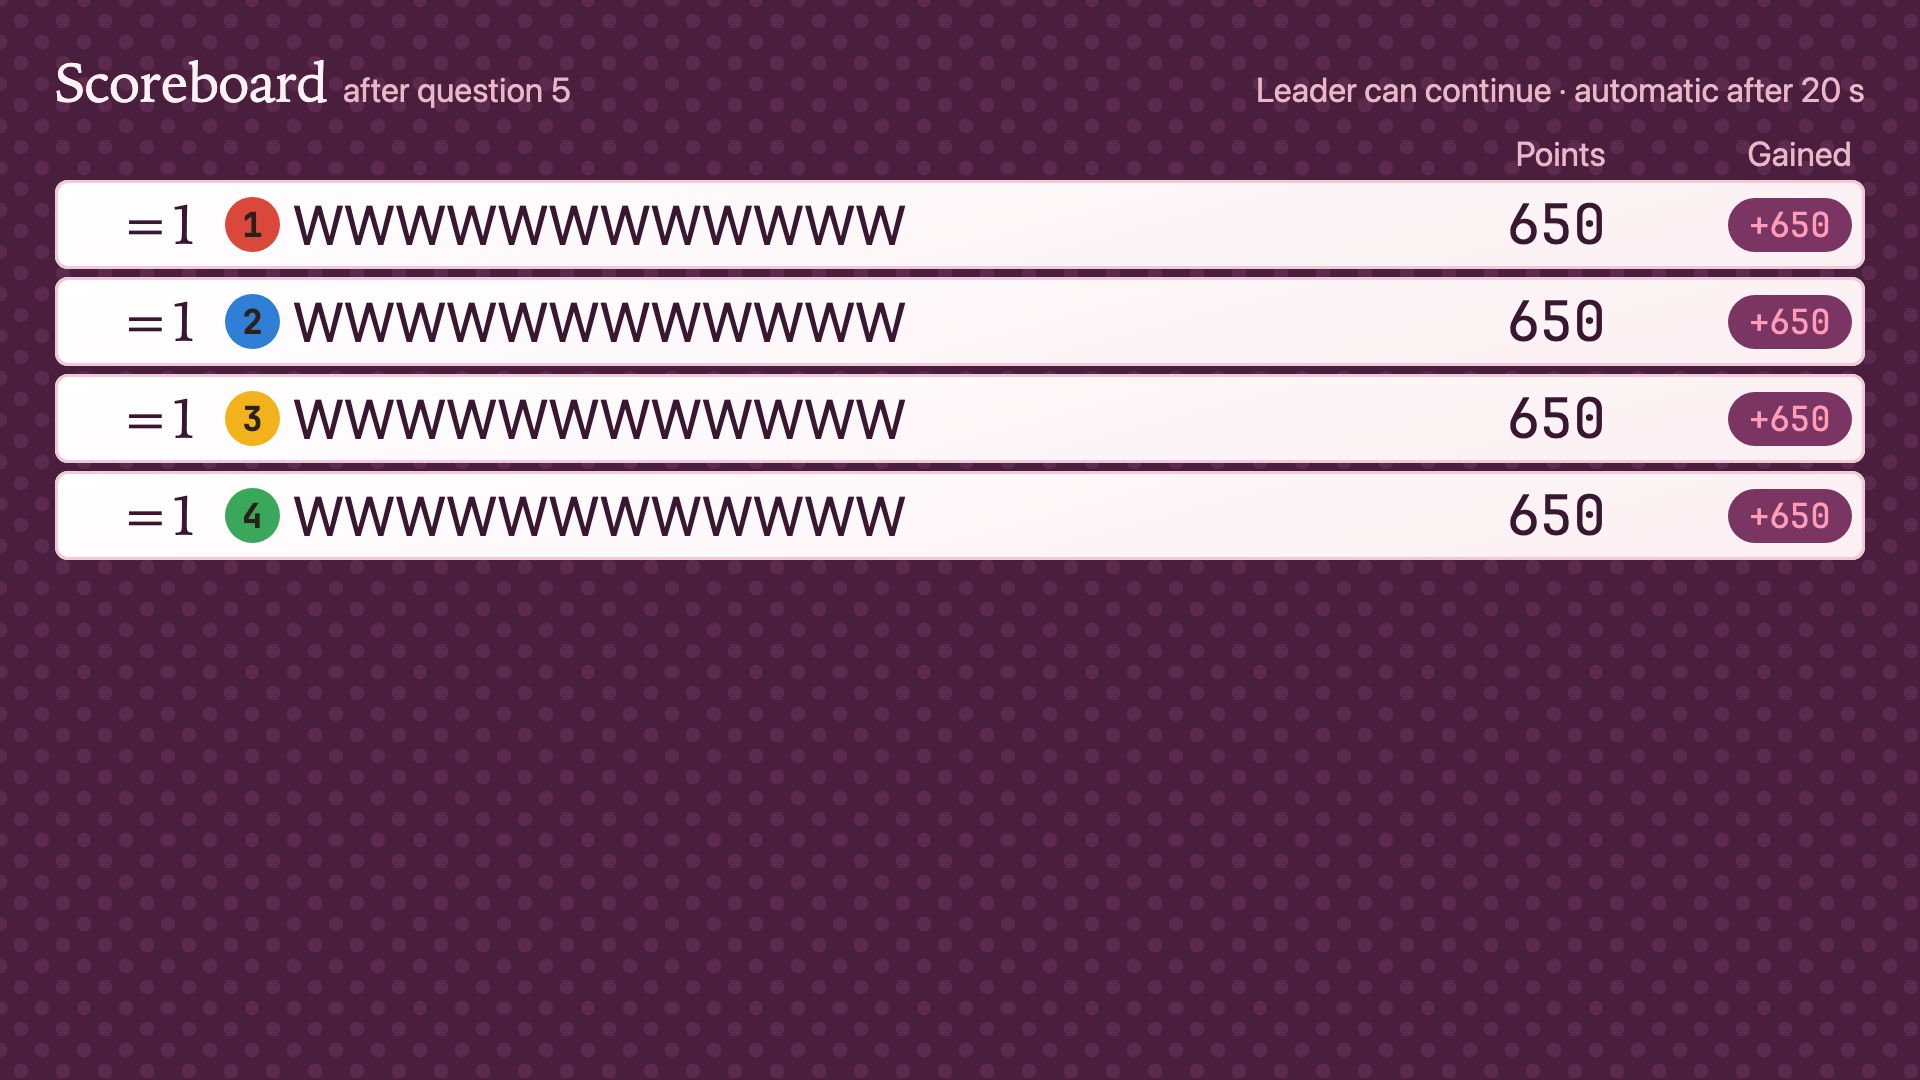 Scoreboard after question 5
Leader can continue · automatic after 20 s
Points Gained
=1 1 WWWWWWWWWWWW 650 +650
=1 2 WWWWWWWWWWWW 650 +650
=1 3 WWWWWWWWWWWW 650 +650
=1 4 WWWWWWWWWWWW 650 +650